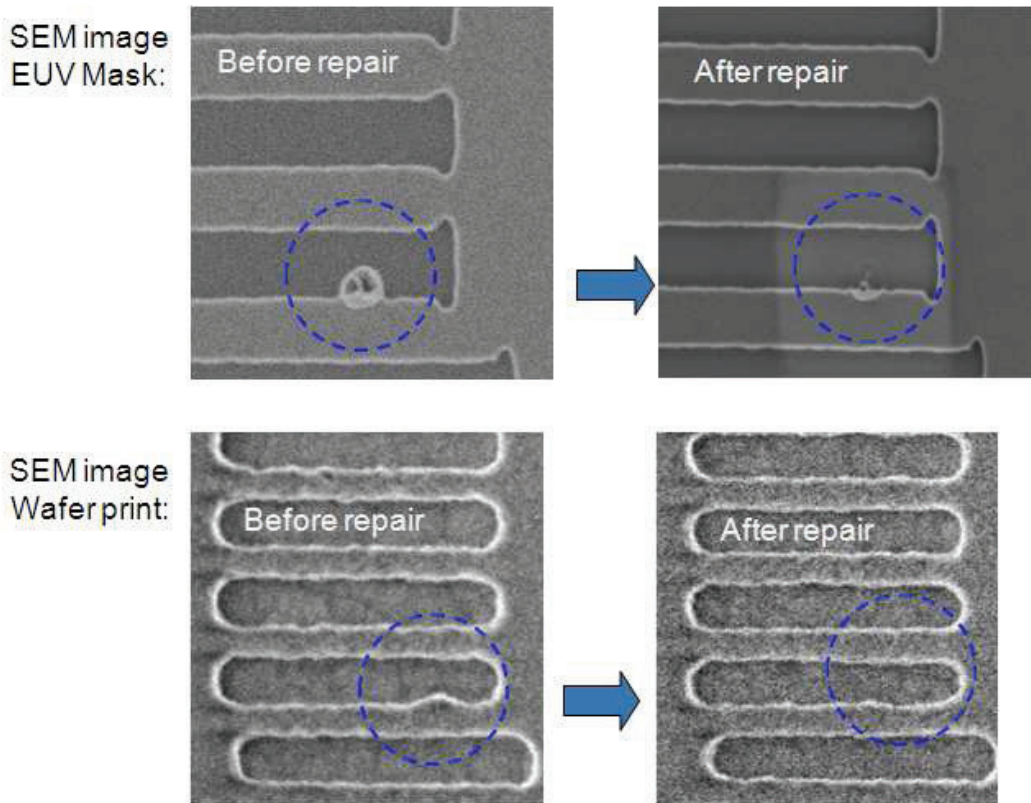 SEM image
EUV Mask:
Before repair
After repair
SEM image
Wafer print:
Before repair
After repair